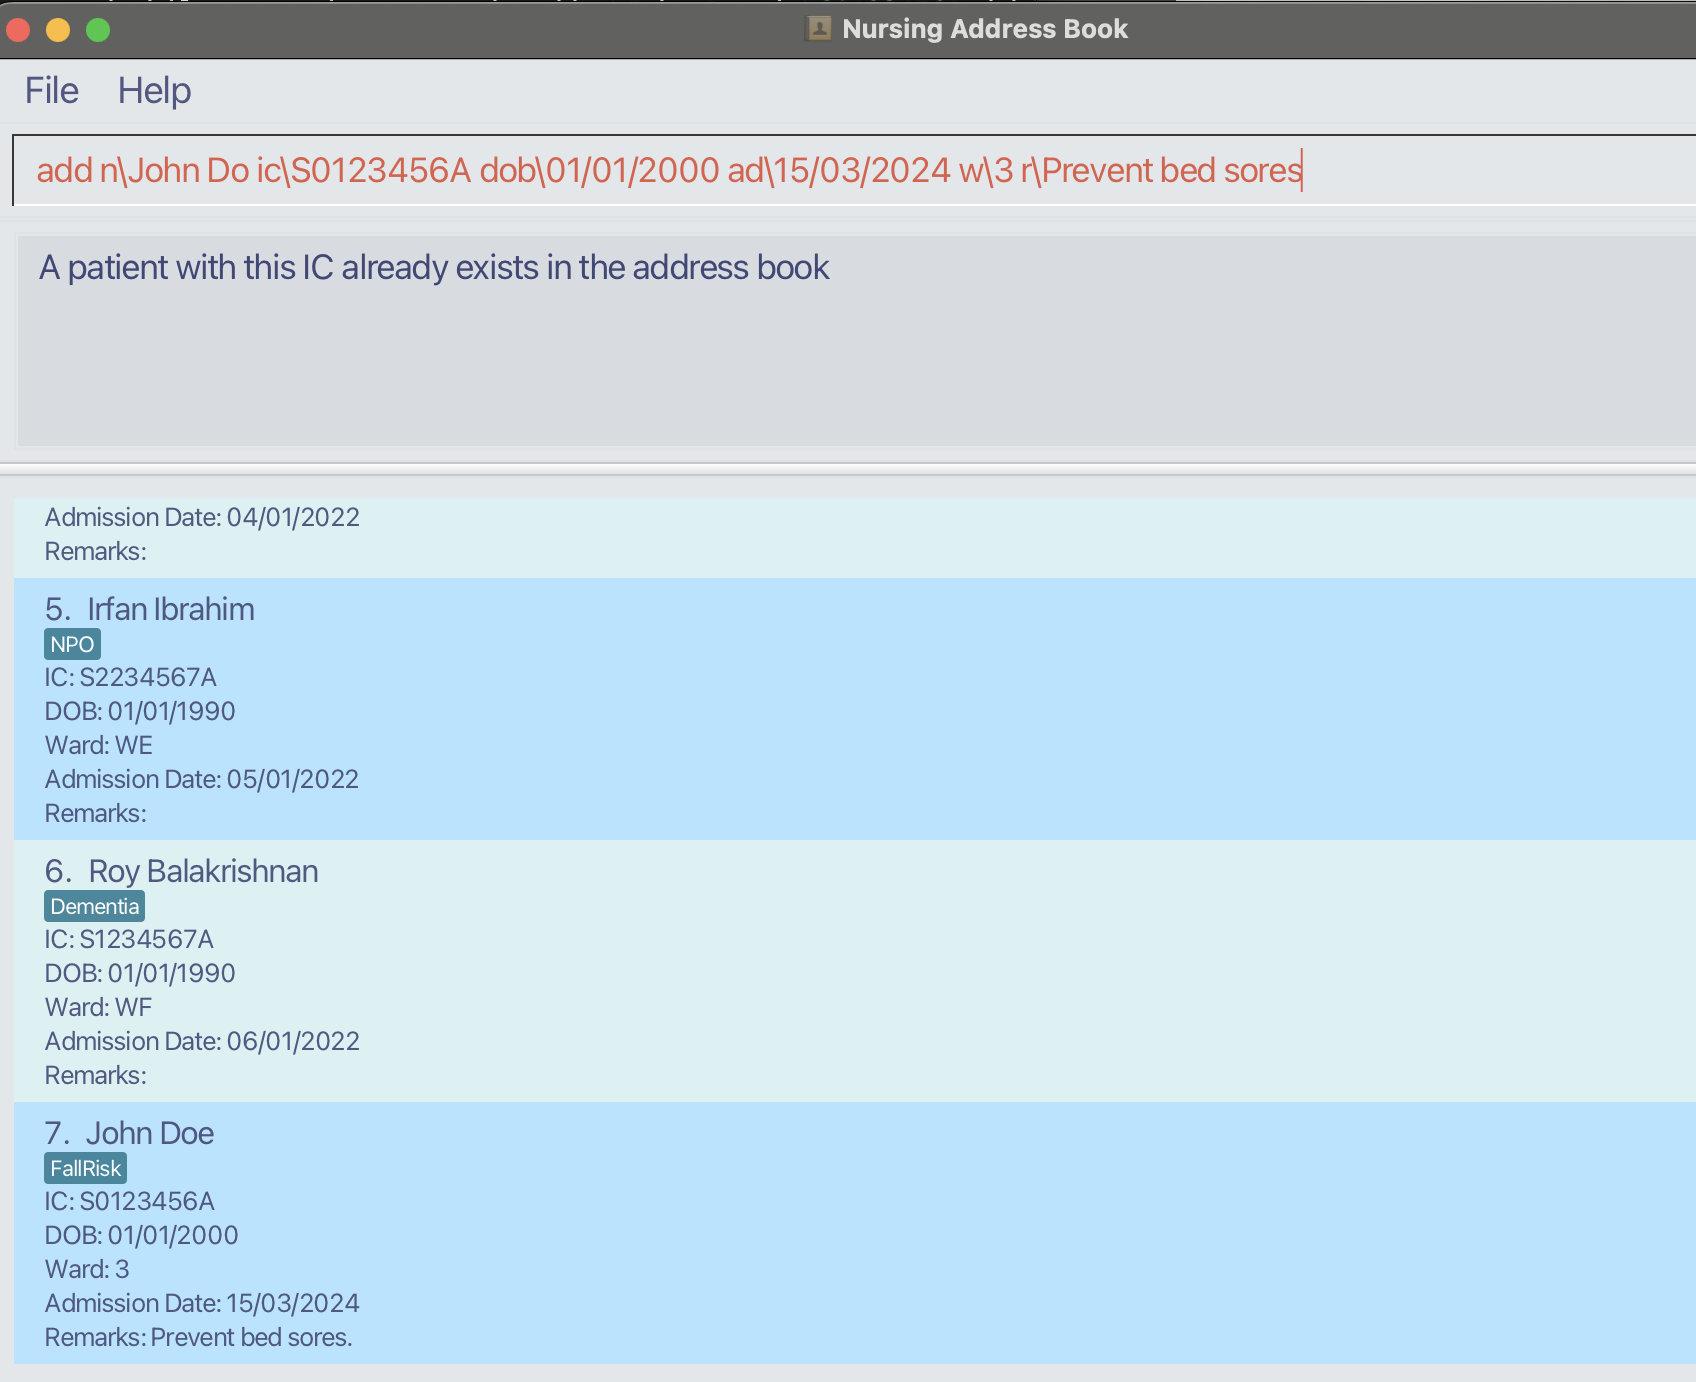 Nursing Address Book
File Help
add n\John Do ic\S0123456A dob\01/01/2000 ad\15/03/2024 w\3 r\Prevent bed sores
A patient with this IC already exists in the address book
Admission Date: 04/01/2022
Remarks:
5. Irfan Ibrahim
NPO
IC: S2234567A
DOB: 01/01/1990
Ward: WE
Admission Date: 05/01/2022
Remarks:
6. Roy Balakrishnan
Dementia
IC: S1234567A
DOB: 01/01/1990
Ward: WF
Admission Date: 06/01/2022
Remarks:
7. John Doe
FallRisk
IC: S0123456A
DOB: 01/01/2000
Ward: 3
Admission Date: 15/03/2024
Remarks: Prevent bed sores.